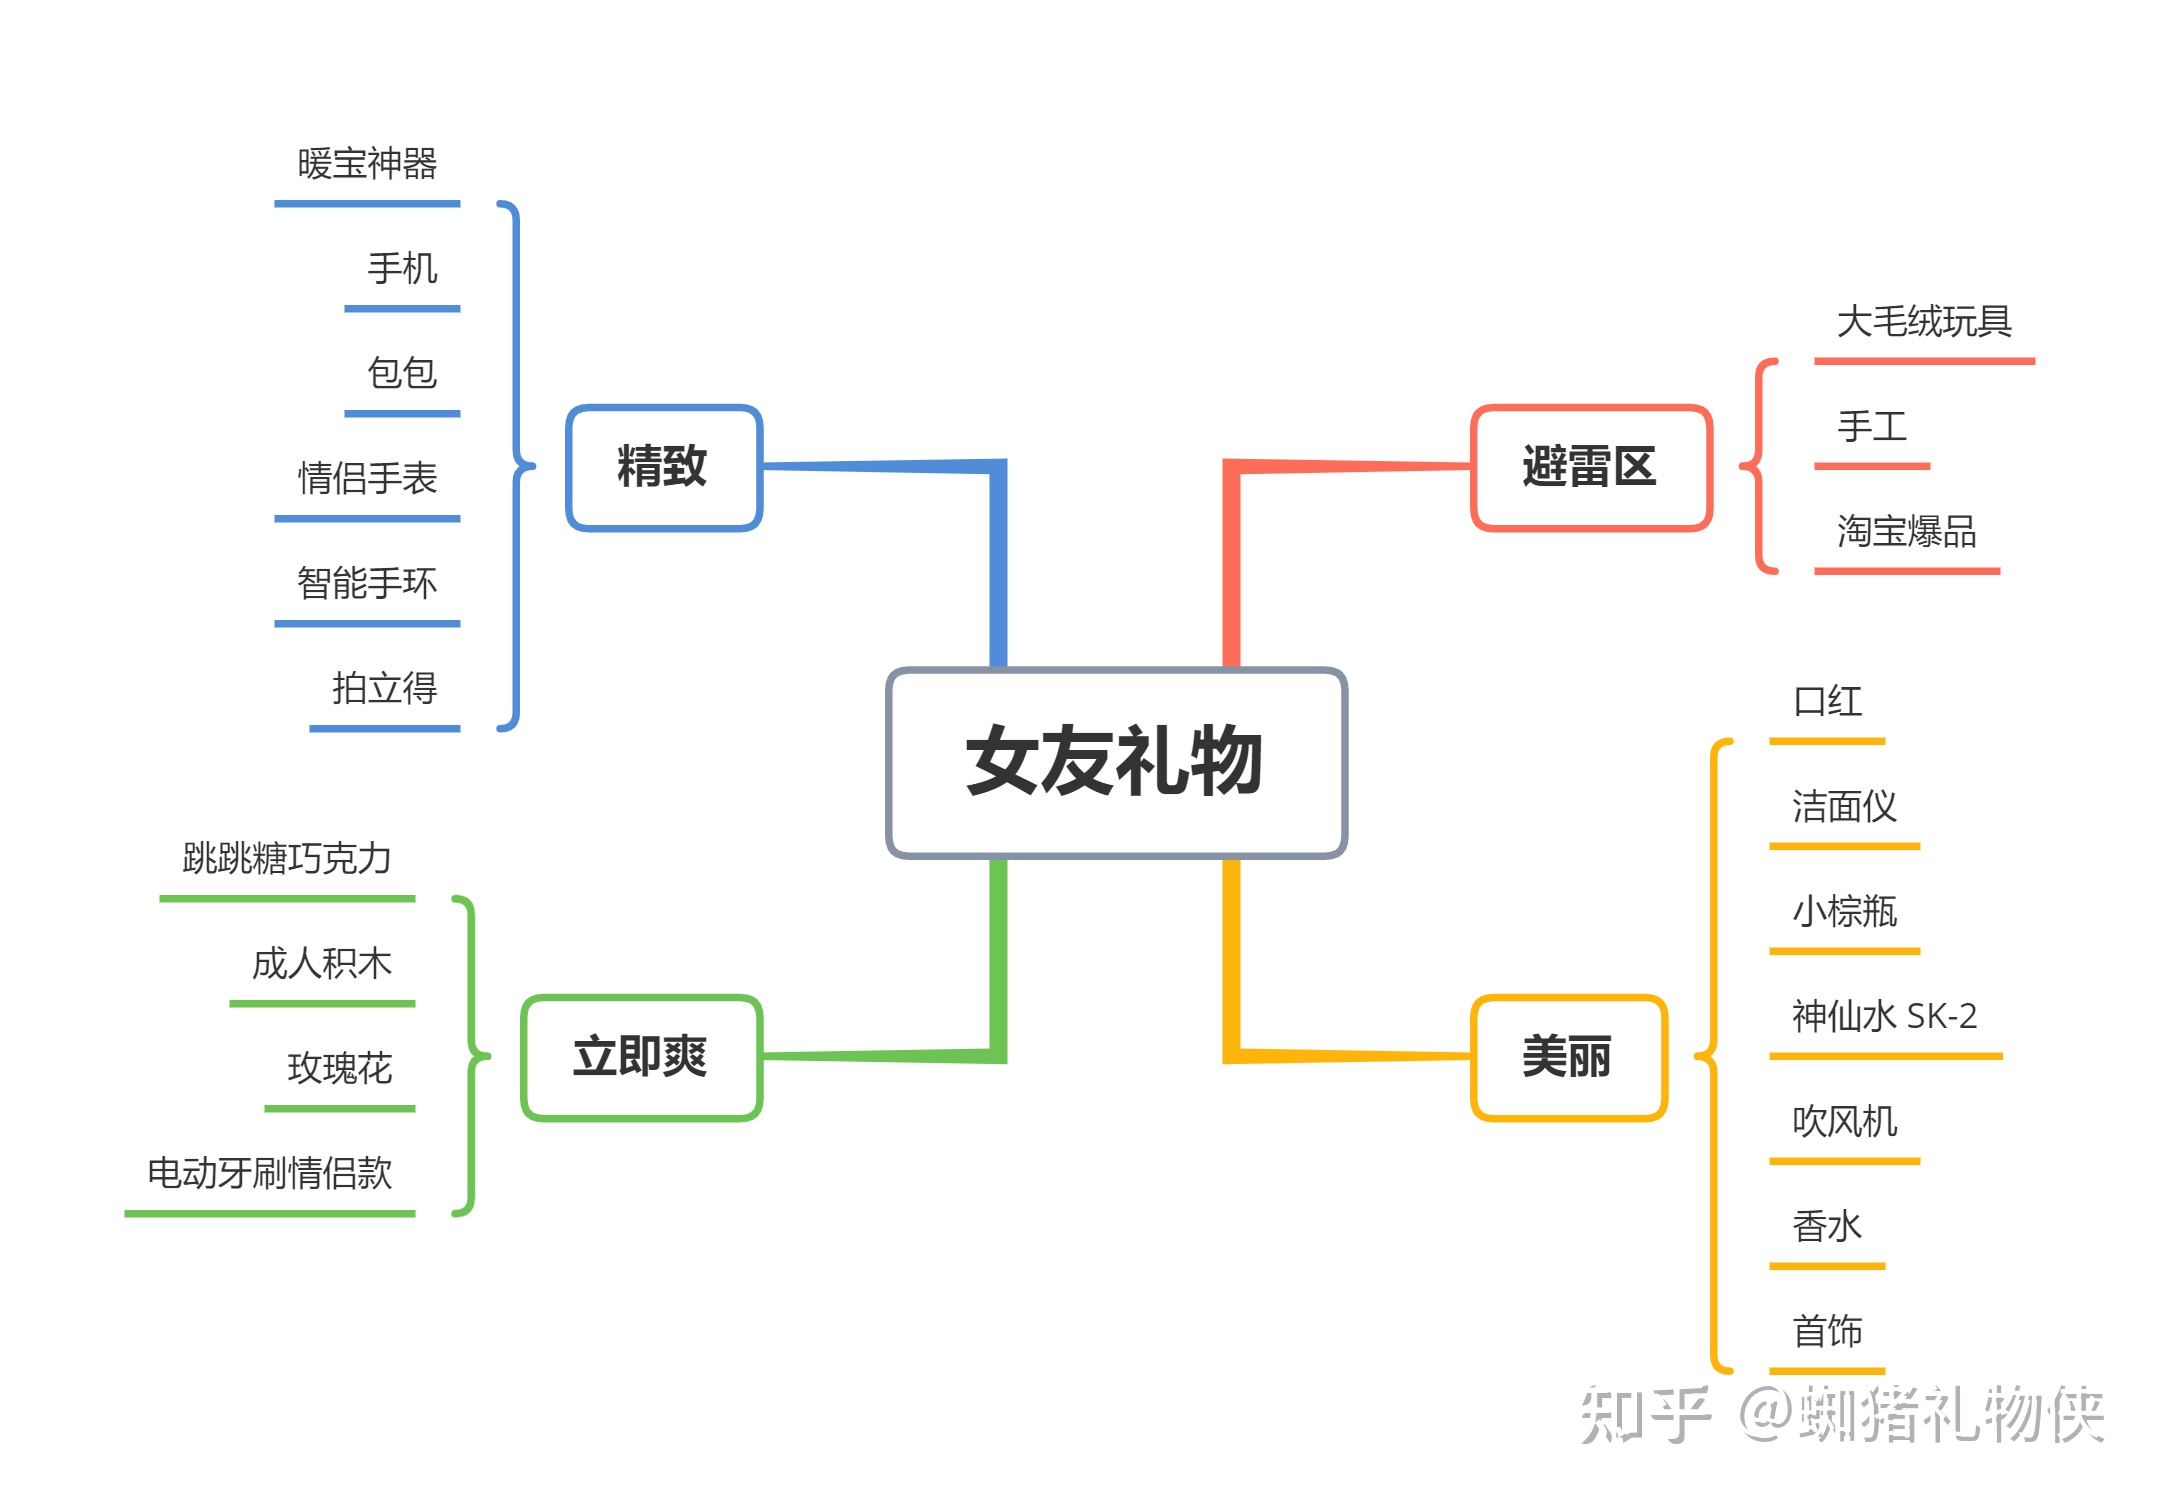 女友礼物
精致
暖宝神器
手机
包包
情侣手表
智能手环
拍立得
立即爽
跳跳糖巧克力
成人积木
玫瑰花
电动牙刷情侣款
避雷区
大毛绒玩具
手工
淘宝爆品
美丽
口红
洁面仪
小棕瓶
神仙水 SK-2
吹风机
香水
首饰
知乎 @蜘猪礼物侠